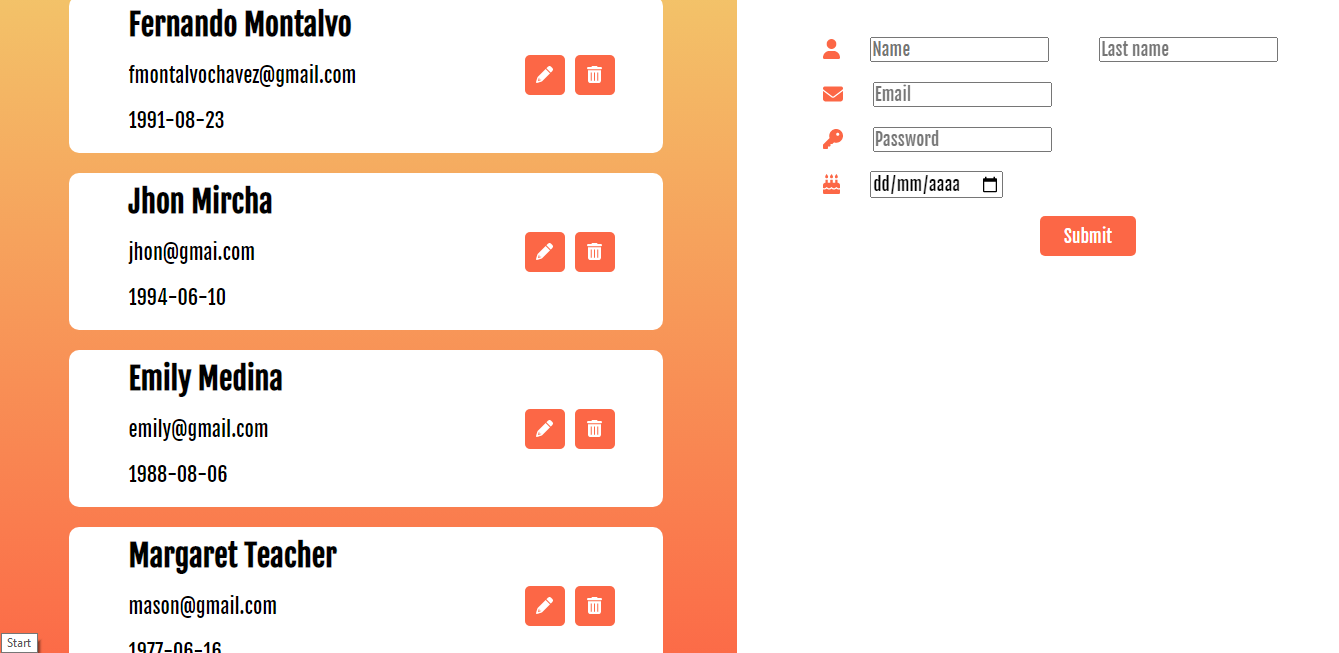 Fernando Montalvo
fmontalvochavez@gmail.com
1991-08-23
Jhon Mircha
jhon@gmai.com
1994-06-10
Emily Medina
emily@gmail.com
1988-08-06
Margaret Teacher
mason@gmail.com
1977-06-16
Start
Name
Last name
Email
Password
dd/mm/aaaa
Submit